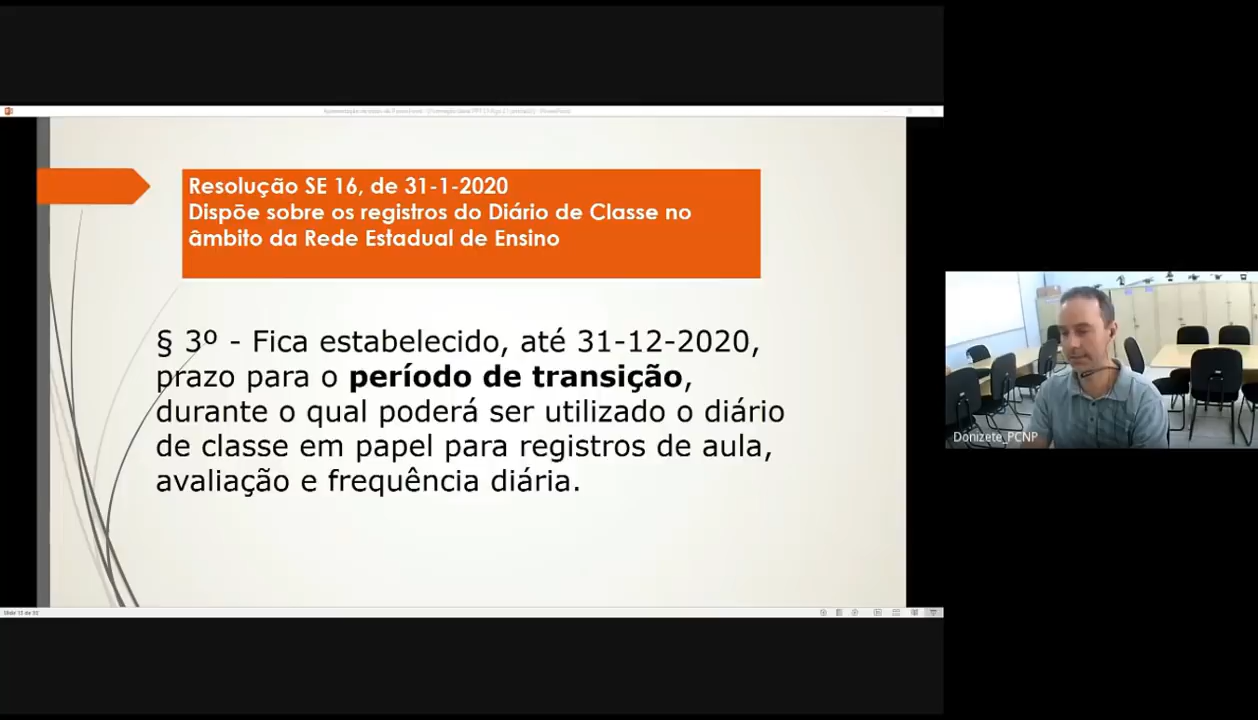 Resolução SE 16, de 31-1-2020
Dispõe sobre os registros do Diário de Classe no
âmbito da Rede Estadual de Ensino
§ 3º - Fica estabelecido, até 31-12-2020,
prazo para o período de transição,
durante o qual poderá ser utilizado o diário
de classe em papel para registros de aula,
avaliação e frequência diária.
Donizete_PCNP